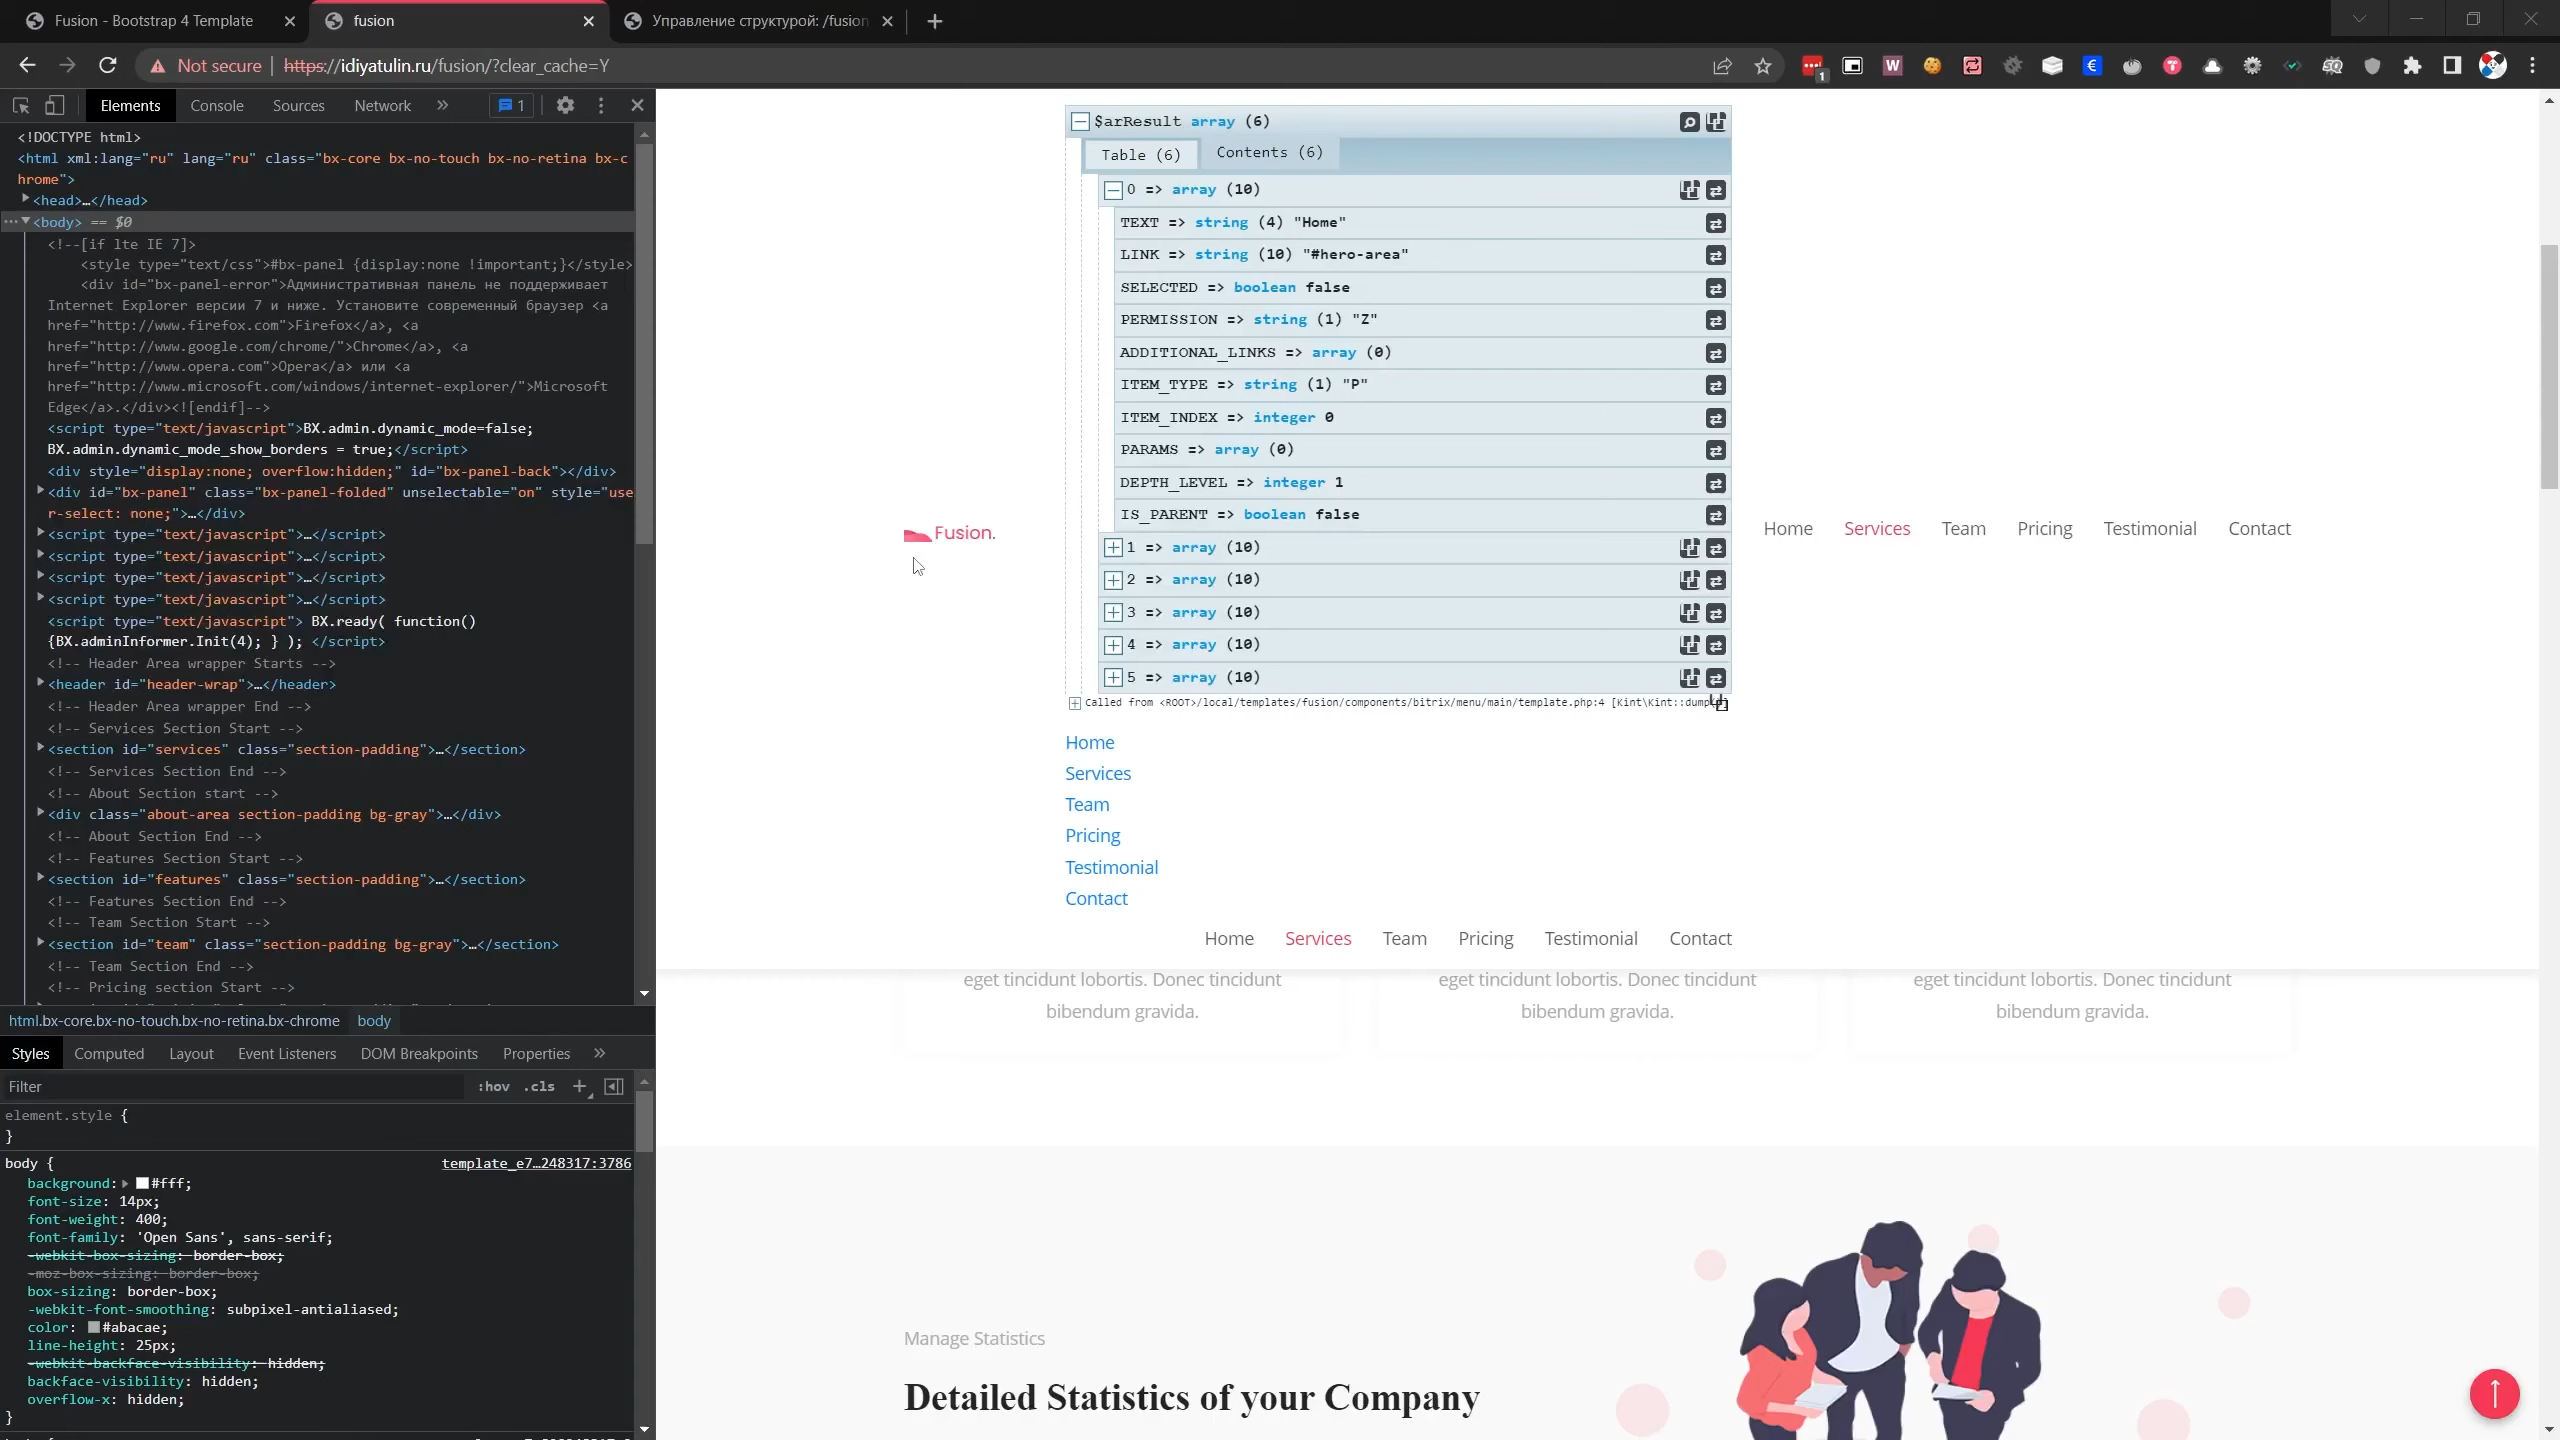 Fusion - Bootstrap 4 Template
fusion
Управление структурой: /fusion
Not secure
https://idiyatulin.ru/fusion/?clear_cache=Y
1
Elements
Console
Sources
Network
1
<!DOCTYPE html>
<html xml:lang="ru" lang="ru" class="bx-core bx-no-touch bx-no-retina bx-c
hrome">
<head>…</head>
<body> == $0
<!--[if lte IE 7]>
<style type="text/css">#bx-panel {display:none !important;}</style>
<div id="bx-panel-error">Административная панель не поддерживает
Internet Explorer версии 7 и ниже. Установите современный браузер <a
href="http://www.firefox.com">Firefox</a>, <a
href="http://www.google.com/chrome/">Chrome</a>, <a
href="http://www.opera.com">Opera</a> или <a
href="http://www.microsoft.com/windows/internet-explorer/">Microsoft
Edge</a>.</div><![endif]-->
<script type="text/javascript">BX.admin.dynamic_mode=false;
BX.admin.dynamic_mode_show_borders = true;</script>
<div style="display:none; overflow:hidden;" id="bx-panel-back"></div>
<div id="bx-panel" class="bx-panel-folded" unselectable="on" style="use
r-select: none;">…</div>
<script type="text/javascript">…</script>
<script type="text/javascript">…</script>
<script type="text/javascript">…</script>
<script type="text/javascript">…</script>
<script type="text/javascript"> BX.ready( function()
{BX.adminInformer.Init(4); } ); </script>
<!-- Header Area wrapper Starts -->
<header id="header-wrap">…</header>
<!-- Header Area wrapper End -->
<!-- Services Section Start -->
<section id="services" class="section-padding">…</section>
<!-- Services Section End -->
<!-- About Section start -->
<div class="about-area section-padding bg-gray">…</div>
<!-- About Section End -->
<!-- Features Section Start -->
<section id="features" class="section-padding">…</section>
<!-- Features Section End -->
<!-- Team Section Start -->
<section id="team" class="section-padding bg-gray">…</section>
<!-- Team Section End -->
<!-- Pricing section Start -->
html.bx-core.bx-no-touch.bx-no-retina.bx-chrome
body
Styles
Computed
Layout
Event Listeners
DOM Breakpoints
Properties
Filter
:hov
.cls
element.style {
}
body {
template_e7…248317:3786
background: #fff;
font-size: 14px;
font-weight: 400;
font-family: 'Open Sans', sans-serif;
-webkit-box-sizing: border-box;
-moz-box-sizing: border-box;
box-sizing: border-box;
-webkit-font-smoothing: subpixel-antialiased;
color: #abacae;
line-height: 25px;
-webkit-backface-visibility: hidden;
backface-visibility: hidden;
overflow-x: hidden;
}
$arResult array (6)
Table (6)
Contents (6)
0 => array (10)
TEXT => string (4) "Home"
LINK => string (10) "#hero-area"
SELECTED => boolean false
PERMISSION => string (1) "Z"
ADDITIONAL_LINKS => array (0)
ITEM_TYPE => string (1) "P"
ITEM_INDEX => integer 0
PARAMS => array (0)
DEPTH_LEVEL => integer 1
IS_PARENT => boolean false
1 => array (10)
2 => array (10)
3 => array (10)
4 => array (10)
5 => array (10)
Called from <ROOT>/local/templates/fusion/components/bitrix/menu/main/template.php:4 [Kint\Kint::dump
Fusion.
Home
Services
Team
Pricing
Testimonial
Contact
Home
Services
Team
Pricing
Testimonial
Contact
Home
Services
Team
Pricing
Testimonial
Contact
eget tincidunt lobortis. Donec tincidunt
bibendum gravida.
eget tincidunt lobortis. Donec tincidunt
bibendum gravida.
eget tincidunt lobortis. Donec tincidunt
bibendum gravida.
Manage Statistics
Detailed Statistics of your Company